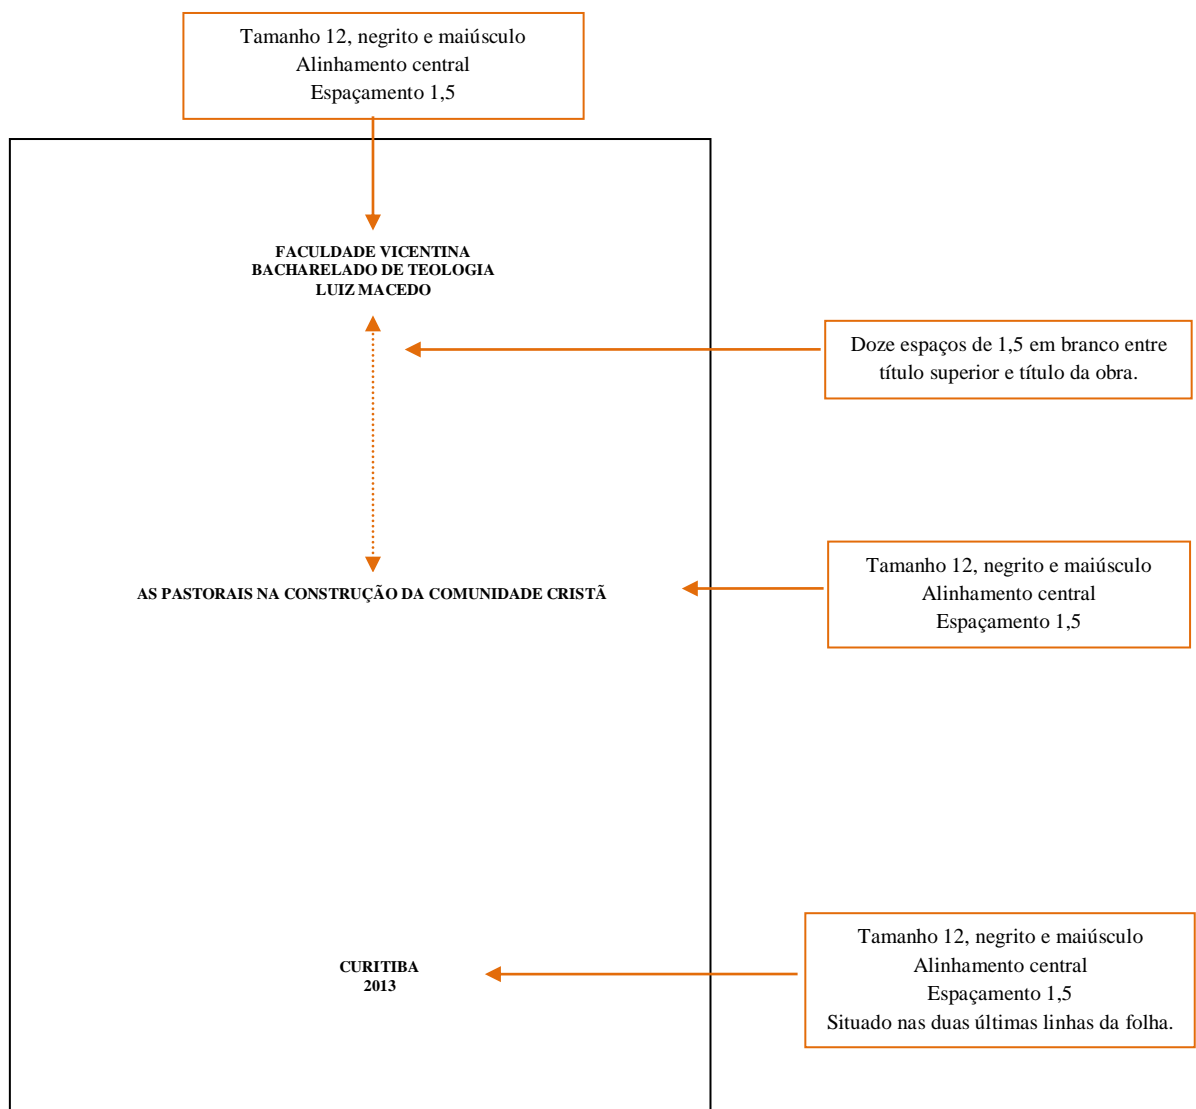 Tamanho 12, negrito e maiúsculo
Alinhamento central
Espaçamento 1,5
FACULDADE VICENTINA
BACHARELADO DE TEOLOGIA
LUIZ MACEDO
Doze espaços de 1,5 em branco entre
título superior e título da obra.
AS PASTORAIS NA CONSTRUÇÃO DA COMUNIDADE CRISTÃ
Tamanho 12, negrito e maiúsculo
Alinhamento central
Espaçamento 1,5
CURITIBA
2013
Tamanho 12, negrito e maiúsculo
Alinhamento central
Espaçamento 1,5
Situado nas duas últimas linhas da folha.